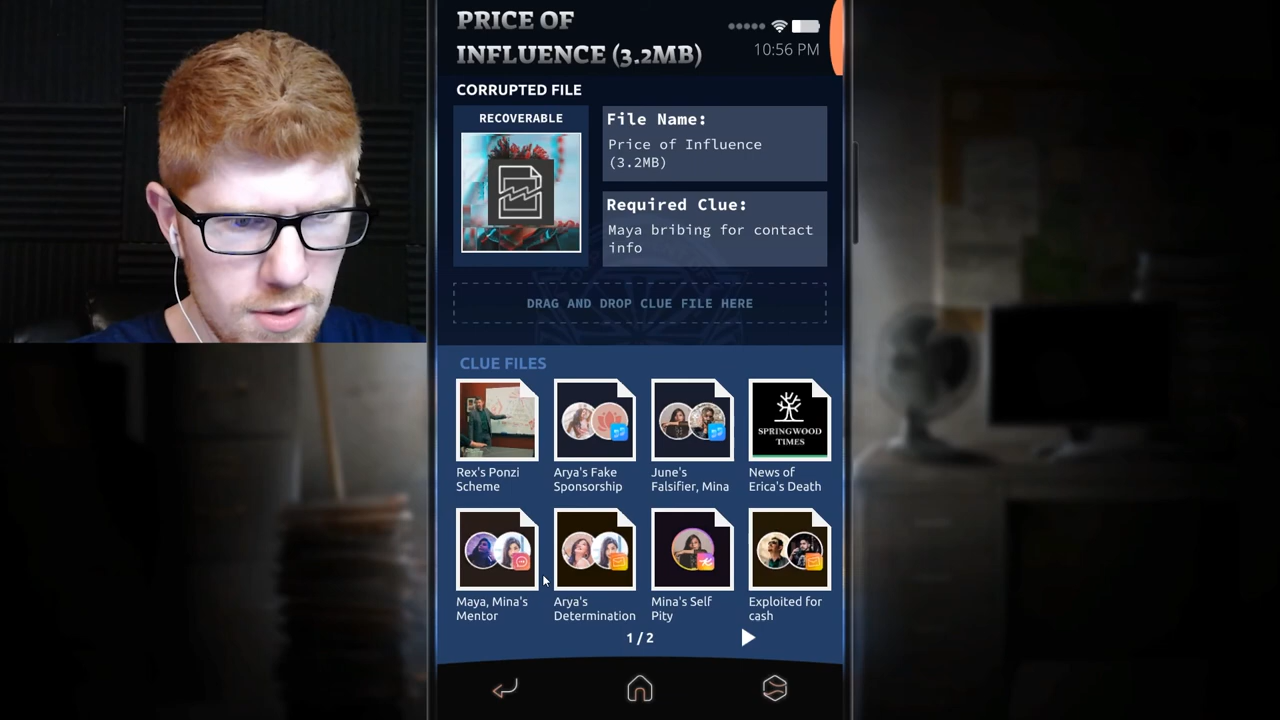 PRICE OF
INFLUENCE (3.2MB)
10:56 PM
CORRUPTED FILE
RECOVERABLE
File Name:
Price of Influence
(3.2MB)
Required Clue:
Maya bribing for contact
info
DRAG AND DROP CLUE FILE HERE
CLUE FILES
SPRINGWOOD
TIMES
Rex's Ponzi
Scheme
Arya's Fake
Sponsorship
June's
Falsifier, Mina
News of
Erica's Death
Maya, Mina's
Mentor
Arya's
Determination
Mina's Self
Pity
Exploited for
cash
1 / 2